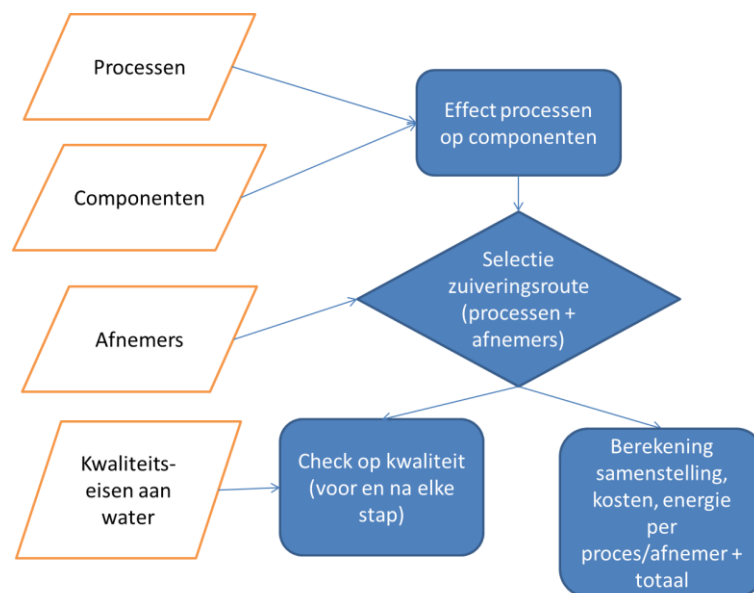 Processen
Effect processen
op componenten
Componenten
Selectie
zuiveringsroute
(processen +
afnemers)
Afnemers
Kwaliteits-
eisen aan
water
Check op kwaliteit
(voor en na elke
stap)
Berekening
samenstelling,
kosten, energie
per
proces/afnemer +
totaal